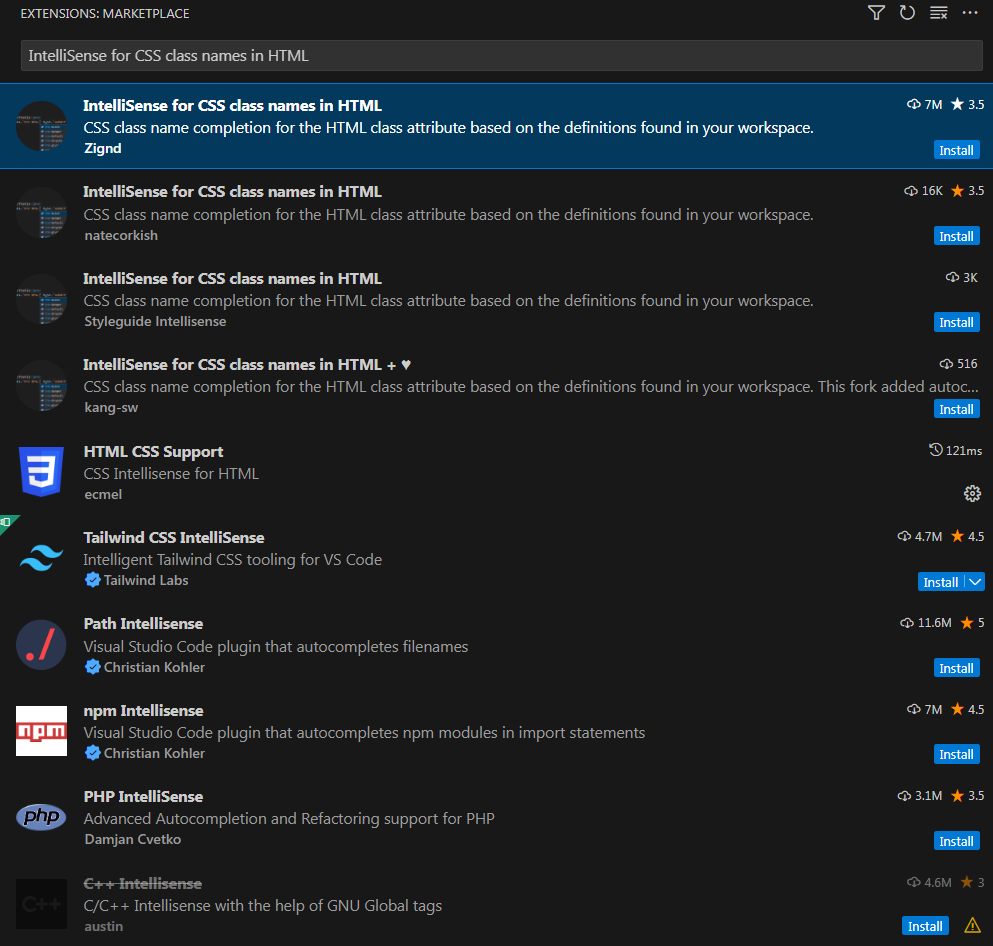 EXTENSIONS: MARKETPLACE
IntelliSense for CSS class names in HTML
IntelliSense for CSS class names in HTML 7M 3.5
CSS class name completion for the HTML class attribute based on the definitions found in your workspace.
Zignd Install
IntelliSense for CSS class names in HTML 16K 3.5
CSS class name completion for the HTML class attribute based on the definitions found in your workspace.
natecorkish Install
IntelliSense for CSS class names in HTML 3K
CSS class name completion for the HTML class attribute based on the definitions found in your workspace.
Styleguide Intellisense Install
IntelliSense for CSS class names in HTML + ♥ 516
CSS class name completion for the HTML class attribute based on the definitions found in your workspace. This fork added autoc...
kang-sw Install
HTML CSS Support 121ms
CSS Intellisense for HTML
ecmel
Tailwind CSS IntelliSense 4.7M 4.5
Intelligent Tailwind CSS tooling for VS Code
Tailwind Labs Install
Path Intellisense 11.6M 5
Visual Studio Code plugin that autocompletes filenames
Christian Kohler Install
npm Intellisense 7M 4.5
npm
Visual Studio Code plugin that autocompletes npm modules in import statements
Christian Kohler Install
PHP IntelliSense 3.1M 3.5
php
Advanced Autocompletion and Refactoring support for PHP
Damjan Cvetko Install
C++ Intellisense 4.6M 3
C++
C/C++ Intellisense with the help of GNU Global tags
austin Install